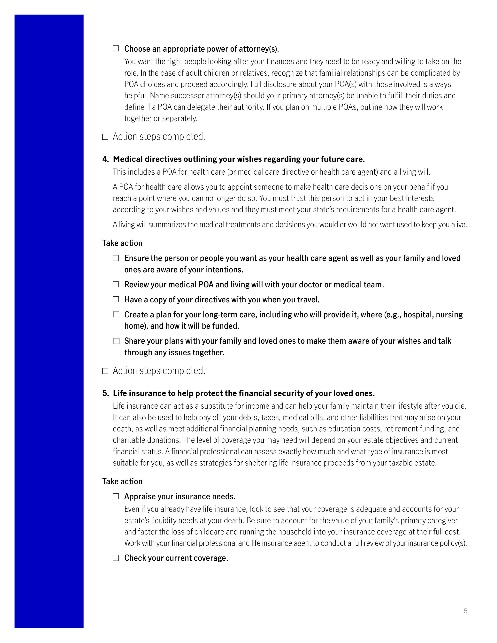 ☐ Choose an appropriate power of attorney(s).
You want the right people looking after your finances and they need to be ready and willing to take on the
role. In the case of adult children or relatives, recognize that familial relationships can be complicated by
POA choices and proceed accordingly. Full disclosure about your POA(s) with those involved is always
helpful. Name successor attorney(s) should your primary attorney(s) be unable to fulfill their duties and
define if a POA can delegate their authority. If you plan on multiple POAs, outline how they will work
together or separately.
☐ Action steps completed.
4. Medical directives outlining your wishes regarding your future care.
This includes a POA for health care (or medical care directive or health care agent) and a living will.
A POA for health care allows you to appoint someone to make health care decisions on your behalf if you
reach a point where you can no longer do so. You must trust this person to act in your best interests,
according to your wishes and values and they must meet your state's requirements for a health care agent.
A living will summarizes the medical treatments and decisions you would or would not want used to keep you alive.
Take action
☐ Ensure the person or people you want as your health care agent as well as your family and loved
ones are aware of your intentions.
☐ Review your medical POA and living will with your doctor or medical team.
☐ Have a copy of your directives with you when you travel.
☐ Create a plan for your long-term care, including who will provide it, where (e.g., hospital, nursing
home), and how it will be funded.
☐ Share your plans with your family and loved ones to make them aware of your wishes and talk
through any issues together.
☐ Action steps completed.
5. Life insurance to help protect the financial security of your loved ones.
Life insurance can act as a substitute for income and can help your family maintain their lifestyle after you die.
It can also be used to help pay off your debts, taxes, medical bills, and other liabilities that may arise on your
death, as well as meet additional financial planning needs, such as education costs, retirement funding, and
charitable donations. The level of coverage you may need will depend on your estate objectives and current
financial status. A financial professional can assess exactly how much and what type of insurance is most
suitable for you, as well as strategies for sheltering life insurance proceeds from your taxable estate.
Take action
☐ Appraise your insurance needs.
Even if you already have life insurance, look to see that your coverage is adequate and accounts for your
estate's liquidity needs at your death. Be sure to account for the value of your family's primary caregiver
and factor the loss of childcare and running the household into your insurance coverage at their full cost.
Work with your financial professional and life insurance agent to conduct a full review of your insurance policy(s).
☐ Check your current coverage.